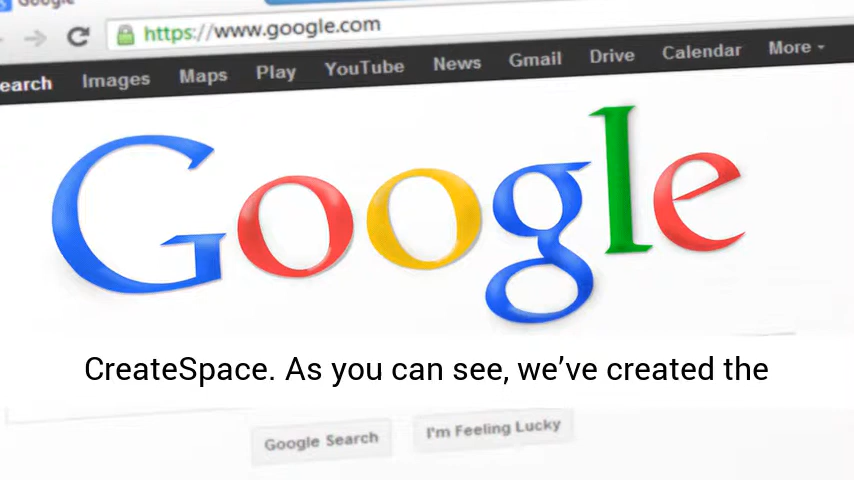 Google
https://www.google.com
earch Images Maps Play YouTube News Gmail Drive Calendar More
Google
CreateSpace. As you can see, we’ve created the
Google Search I'm Feeling Lucky